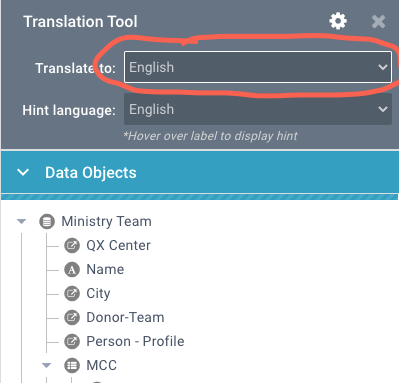 Translation Tool
Translate to: English
Hint language: English
*Hover over label to display hint
Data Objects
Ministry Team
QX Center
A Name
City
Donor-Team
Person - Profile
MCC